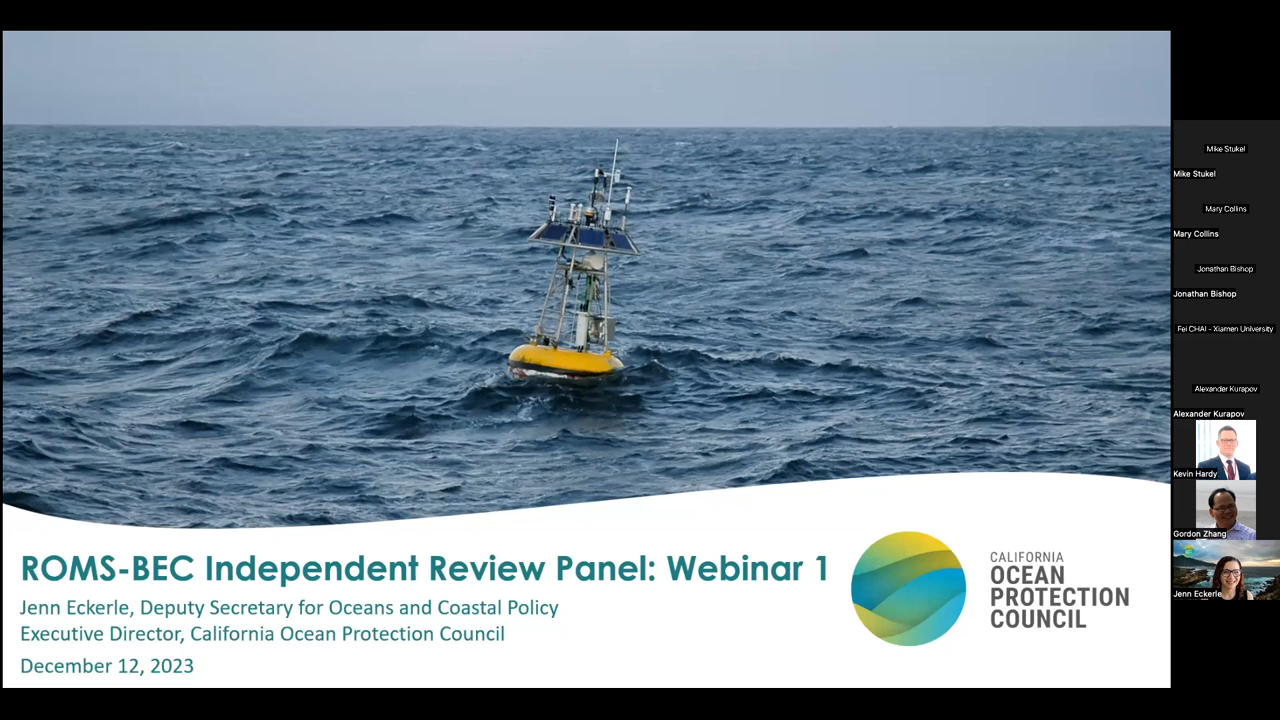 ROMS-BEC Independent Review Panel: Webinar 1
Jenn Eckerle, Deputy Secretary for Oceans and Coastal Policy
Executive Director, California Ocean Protection Council
December 12, 2023
CALIFORNIA
OCEAN
PROTECTION
COUNCIL
Mike Stukel
Mike Stukel
Mary Collins
Mary Collins
Jonathan Bishop
Jonathan Bishop
Fei CHAI - Xiamen University
Alexander Kurapov
Alexander Kurapov
Kevin Hardy
Gordon Zhang
Jenn Eckerle